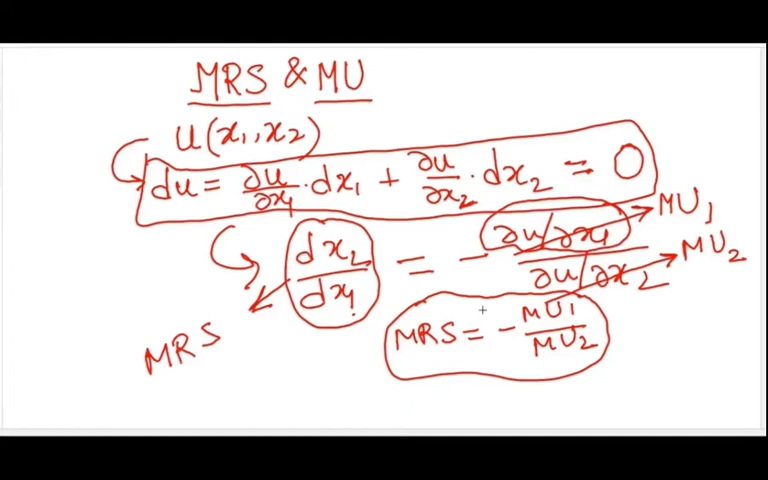 MRS & MU
u(x₁,x₂)
du = ∂u/∂x₁ · dx₁ + ∂u/∂x₂ · dx₂ = 0
dx₂/dx₁ = - (∂u/∂x₁)/(∂u/∂x₂) MU₁ MU₂
MRS MRS = - MU₁/MU₂